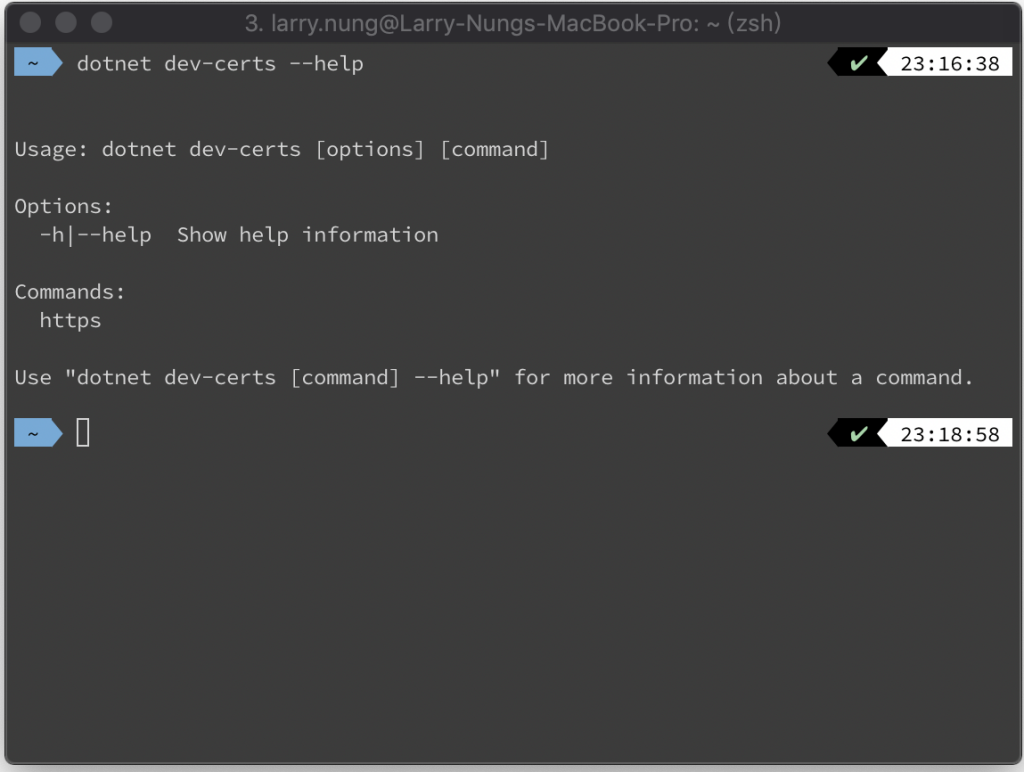 3. larry.nung@Larry-Nungs-MacBook-Pro: ~ (zsh)
~ dotnet dev-certs --help ✔ 23:16:38
Usage: dotnet dev-certs [options] [command]
Options:
-h|--help  Show help information
Commands:
https
Use "dotnet dev-certs [command] --help" for more information about a command.
~ ✔ 23:18:58